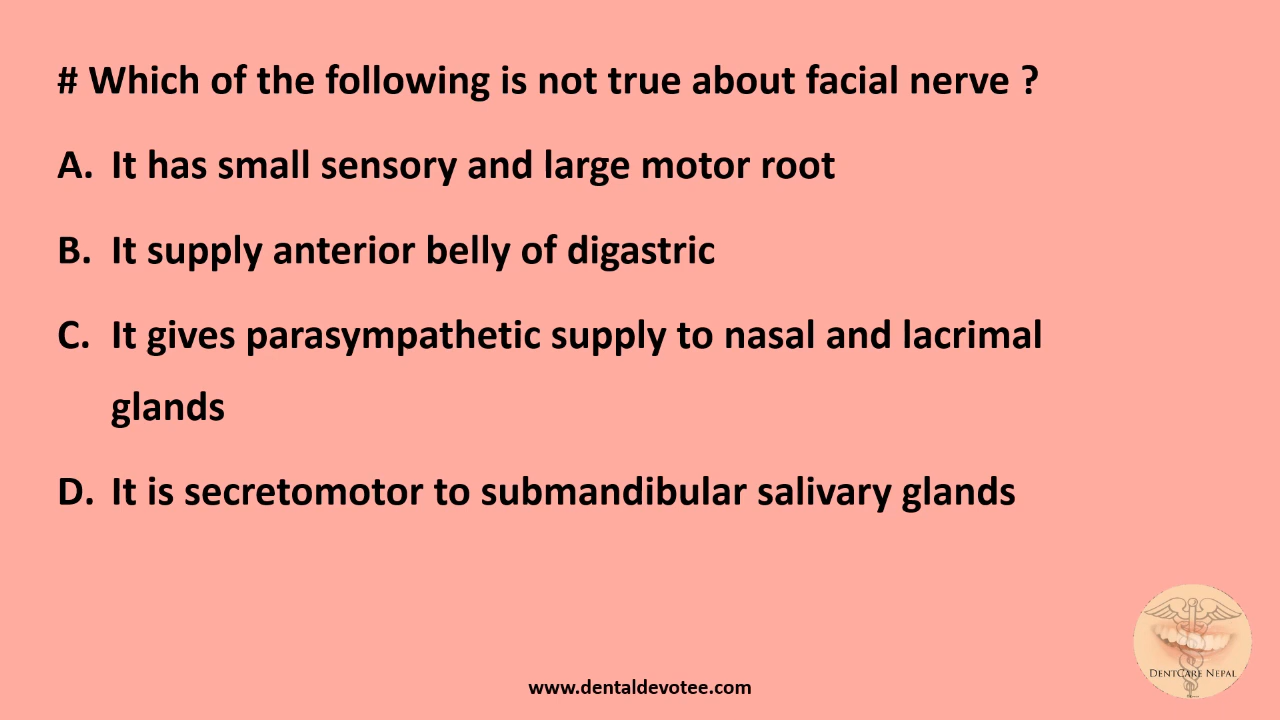 # Which of the following is not true about facial nerve ?
A. It has small sensory and large motor root
B. It supply anterior belly of digastric
C. It gives parasympathetic supply to nasal and lacrimal
glands
D. It is secretomotor to submandibular salivary glands
DENTCARE NEPAL
www.dentaldevotee.com